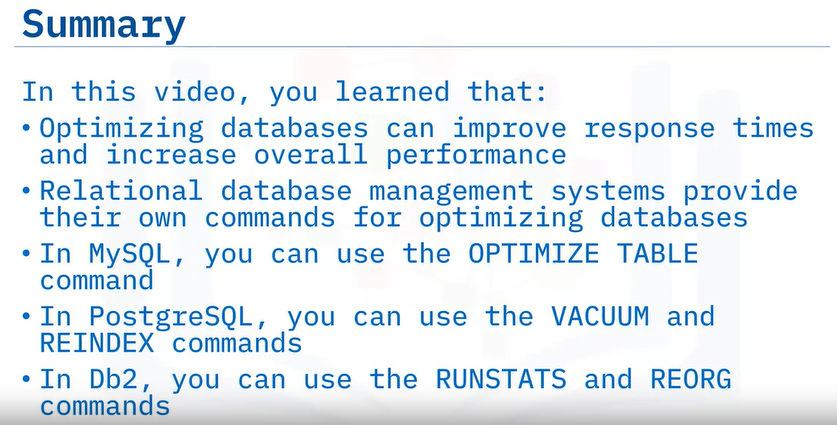 Summary
In this video, you learned that:
• Optimizing databases can improve response times
and increase overall performance
• Relational database management systems provide
their own commands for optimizing databases
• In MySQL, you can use the OPTIMIZE TABLE
command
• In PostgreSQL, you can use the VACUUM and
REINDEX commands
• In Db2, you can use the RUNSTATS and REORG
commands